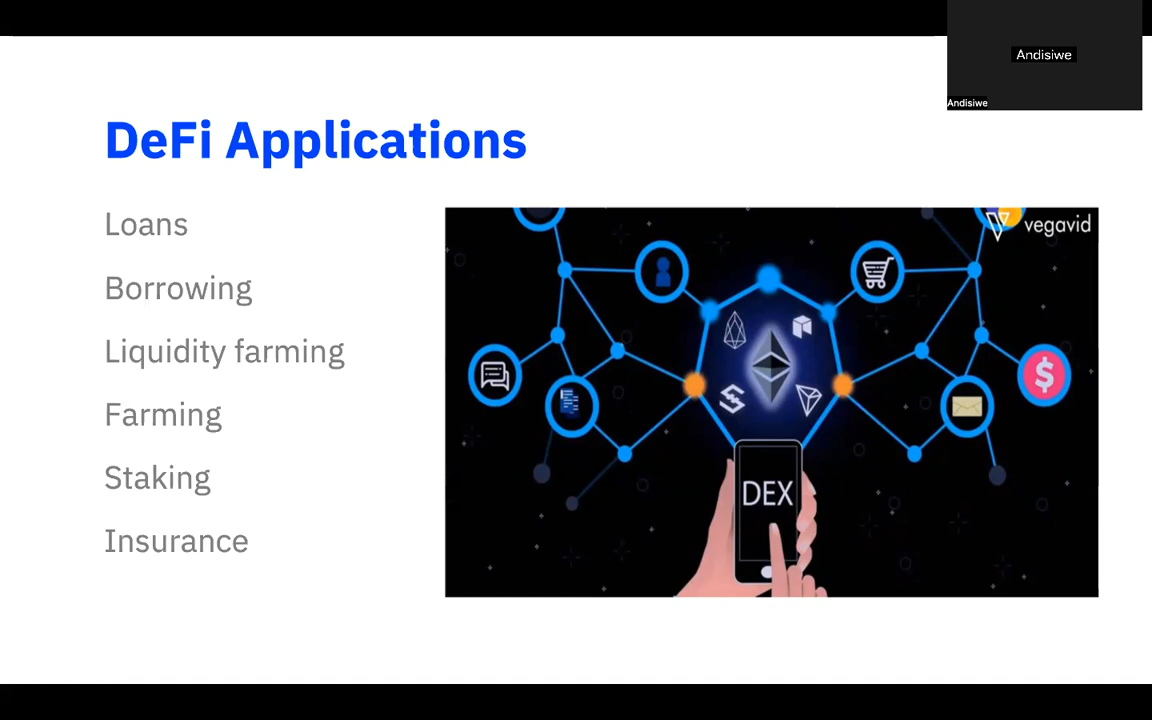 Andisiwe
Andisiwe
DeFi Applications
Loans
Borrowing
Liquidity farming
Farming
Staking
Insurance
vegavid
$
DEX